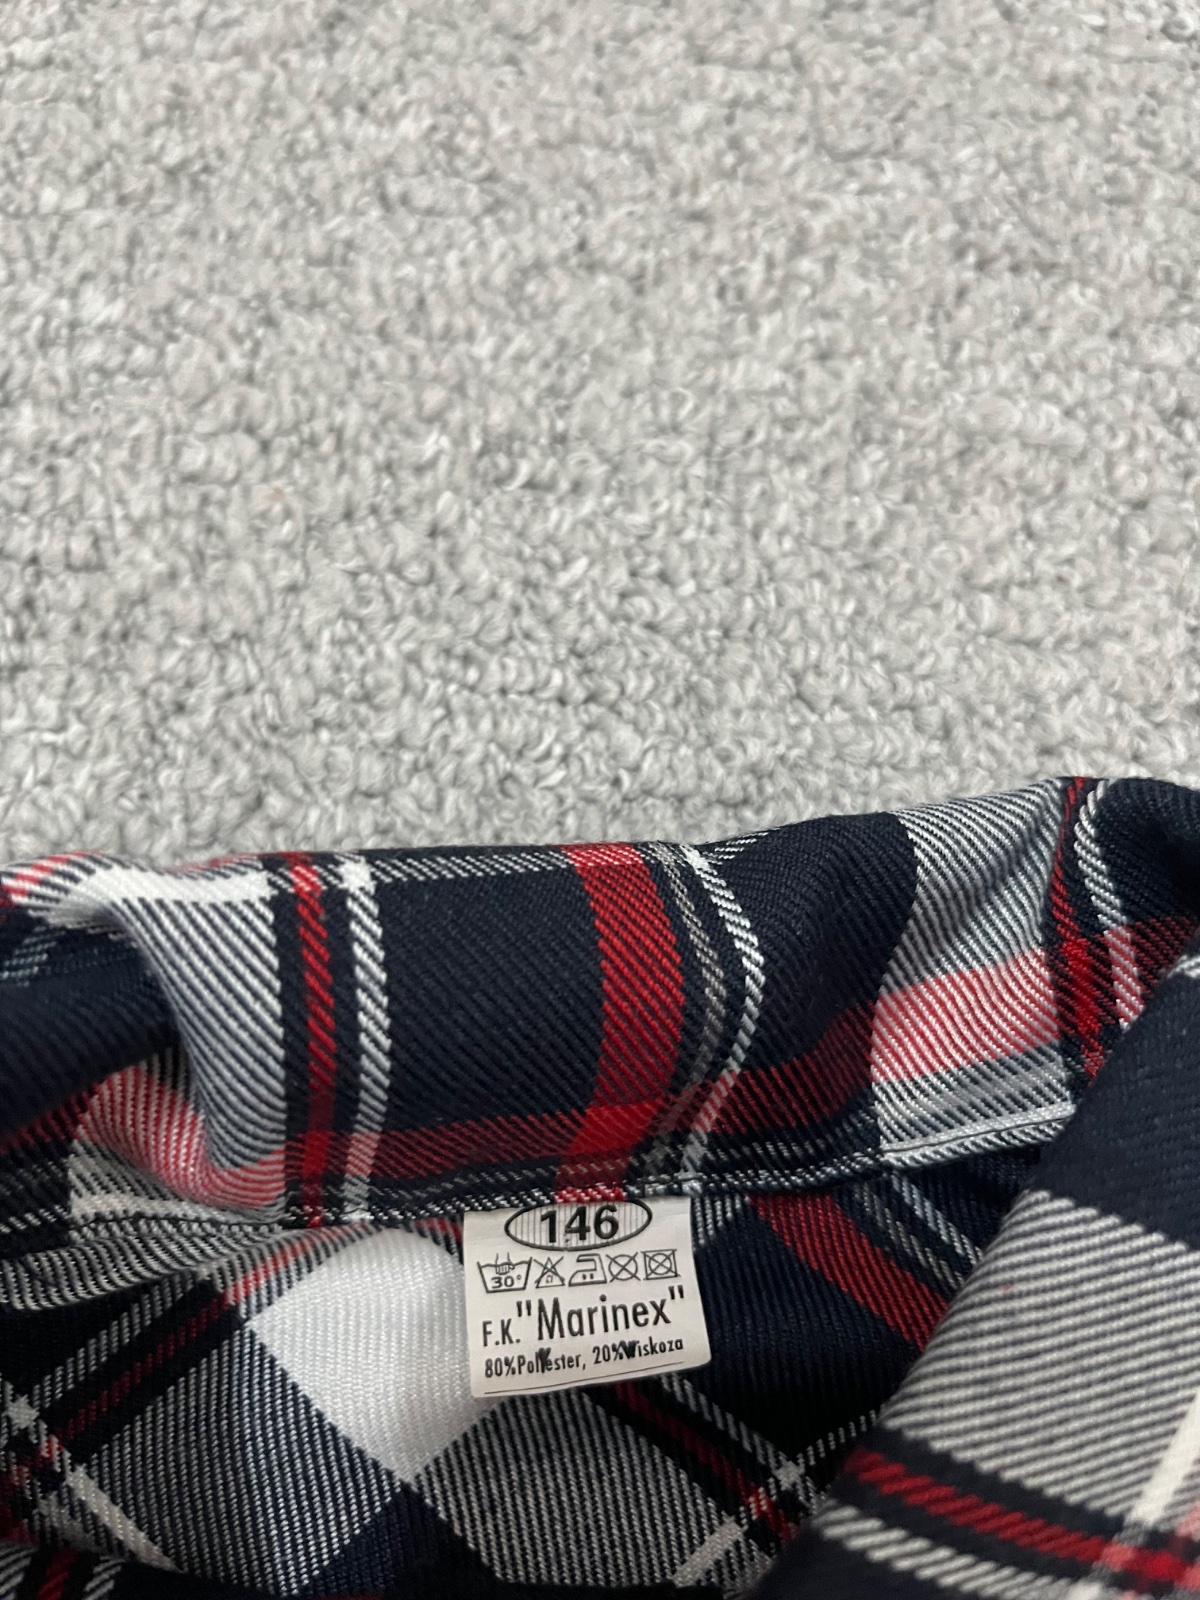 146
30°
F.K."Marinex"
80%Poliester, 20%Wiskoza